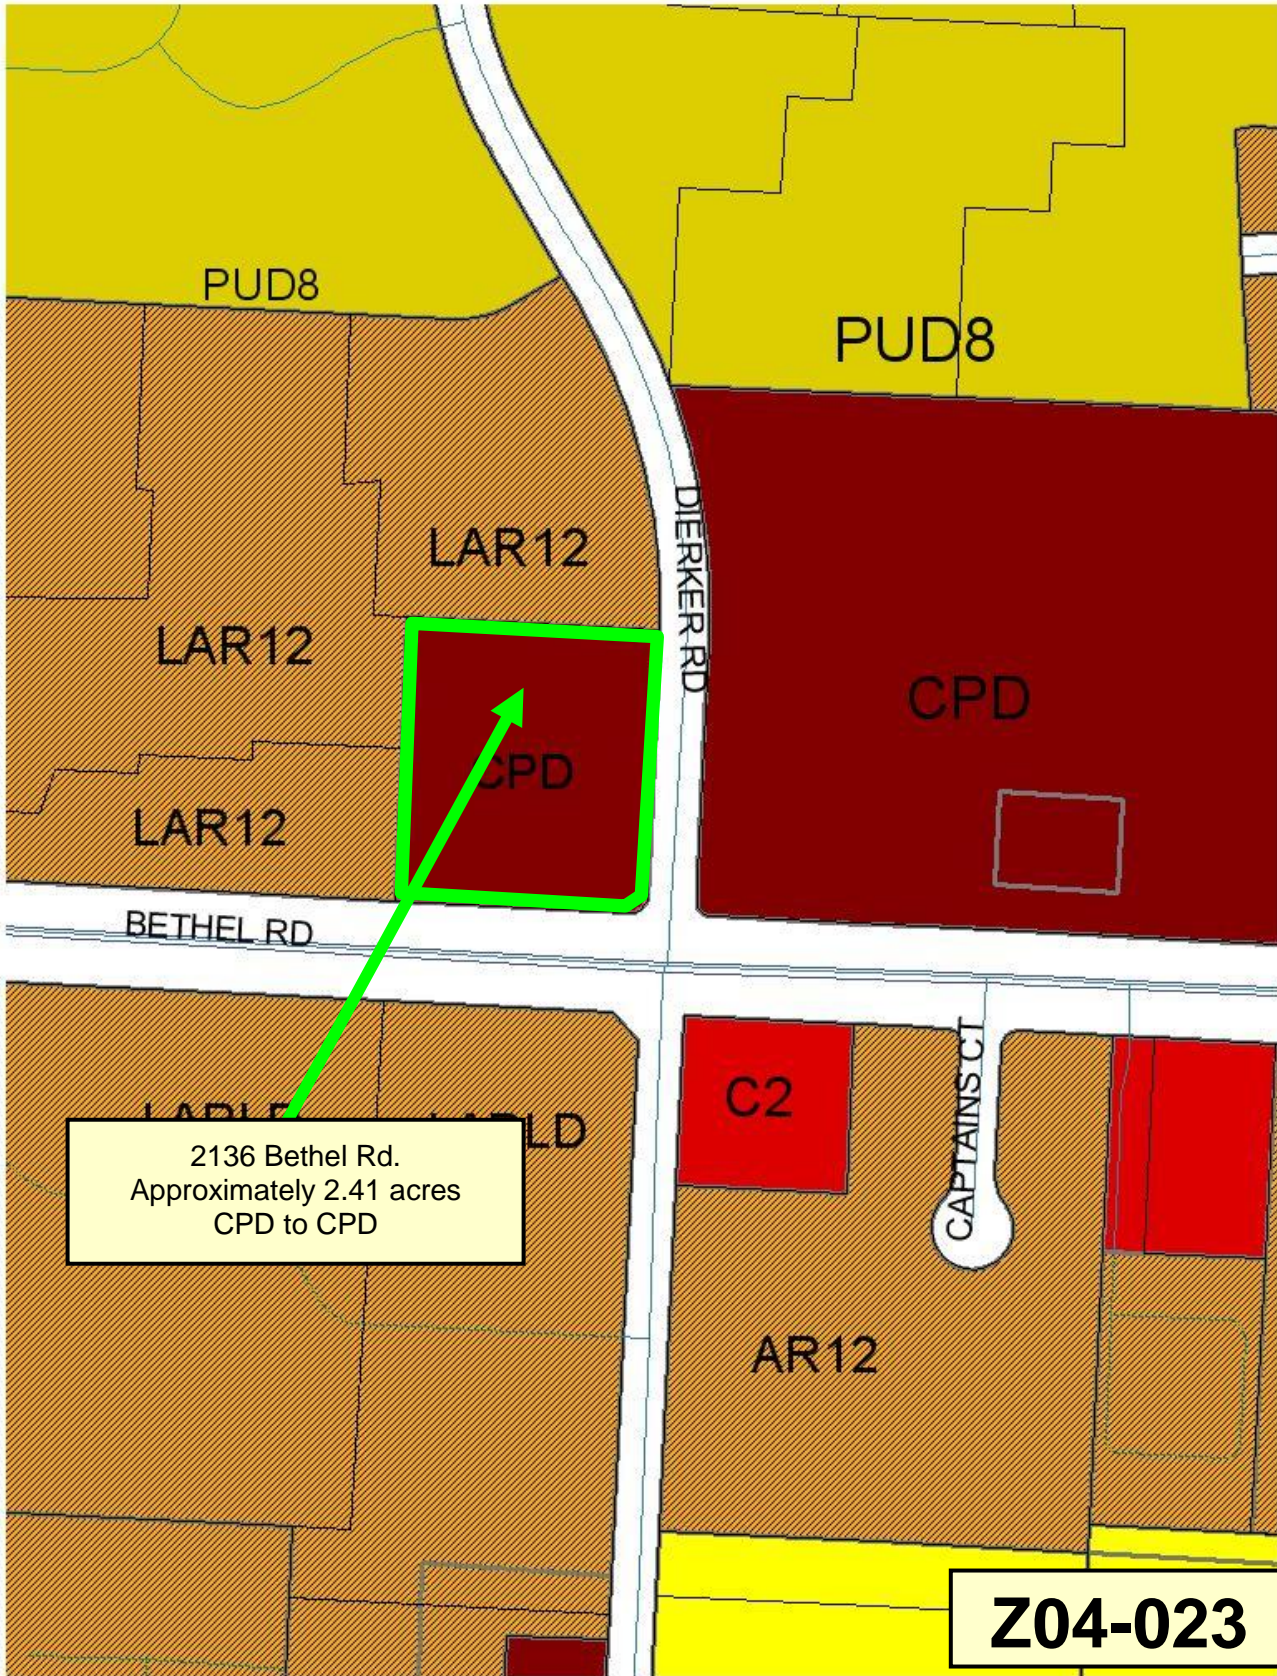 PUD8
PUD8
LAR12
DIERKER RD
LAR12
CPD
CPD
LAR12
BETHEL RD
C2
CAPTAINS CT
2136 Bethel Rd.
Approximately 2.41 acres
CPD to CPD
AR12
Z04-023